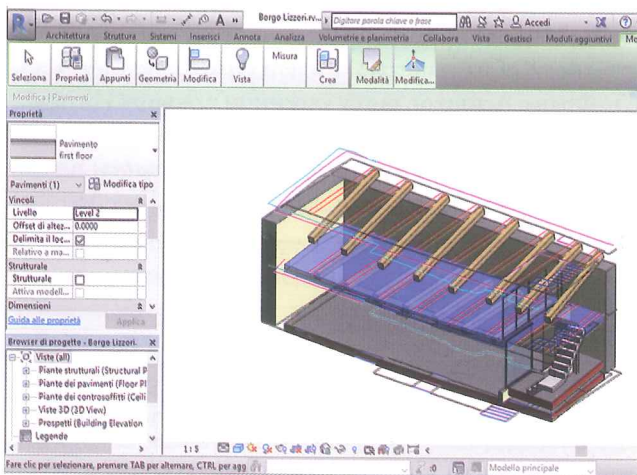 Borgo Lizzori.rv...
Digitare parola chiave o frase
Accedi
Architettura Struttura Sistemi Inserisci Annota Analizza Volumetrie e planimetria Collabora Vista Gestisci Moduli aggiuntivi Mo
Seleziona Proprietà Appunti Geometria Modifica Vista Misura Crea Modalità Modifica...
Modifica | Pavimenti
Proprietà
Pavimento
first floor
Pavimenti (1) Modifica tipo
Vincoli
Livello Level 2
Offset di altez... 0.0000
Delimita il loc...
Relativo a ma...
Strutturale
Strutturale
Attiva modell...
Dimensioni
Guida alle proprietà Applica
Browser di progetto - Borgo Lizzori.
Viste (all)
Piante strutturali (Structural P
Piante dei pavimenti (Floor Pl
Piante dei controsoffitti (Ceili
Viste 3D (3D View)
Prospetti (Building Elevation
Legende
1:5
Fare clic per selezionare, premere TAB per alternare, CTRL per agg
:0
Modello principale